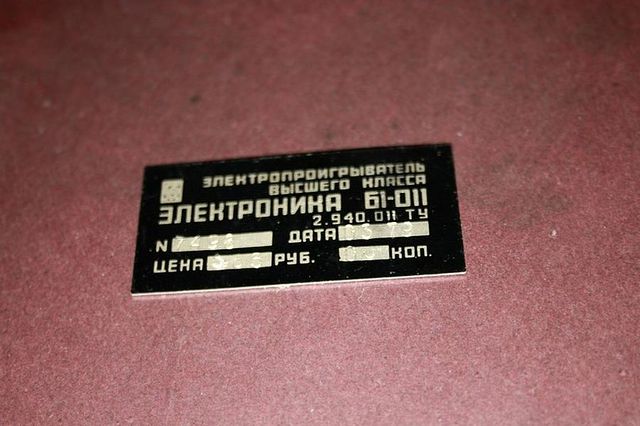 ЭЛЕКТРОПРОИГРЫВАТЕЛЬ
ВЫСШЕГО КЛАССА
ЭЛЕКТРОНИКА Б1-011
2.940.011 ТУ
N ДАТА
ЦЕНА РУБ. КОП.